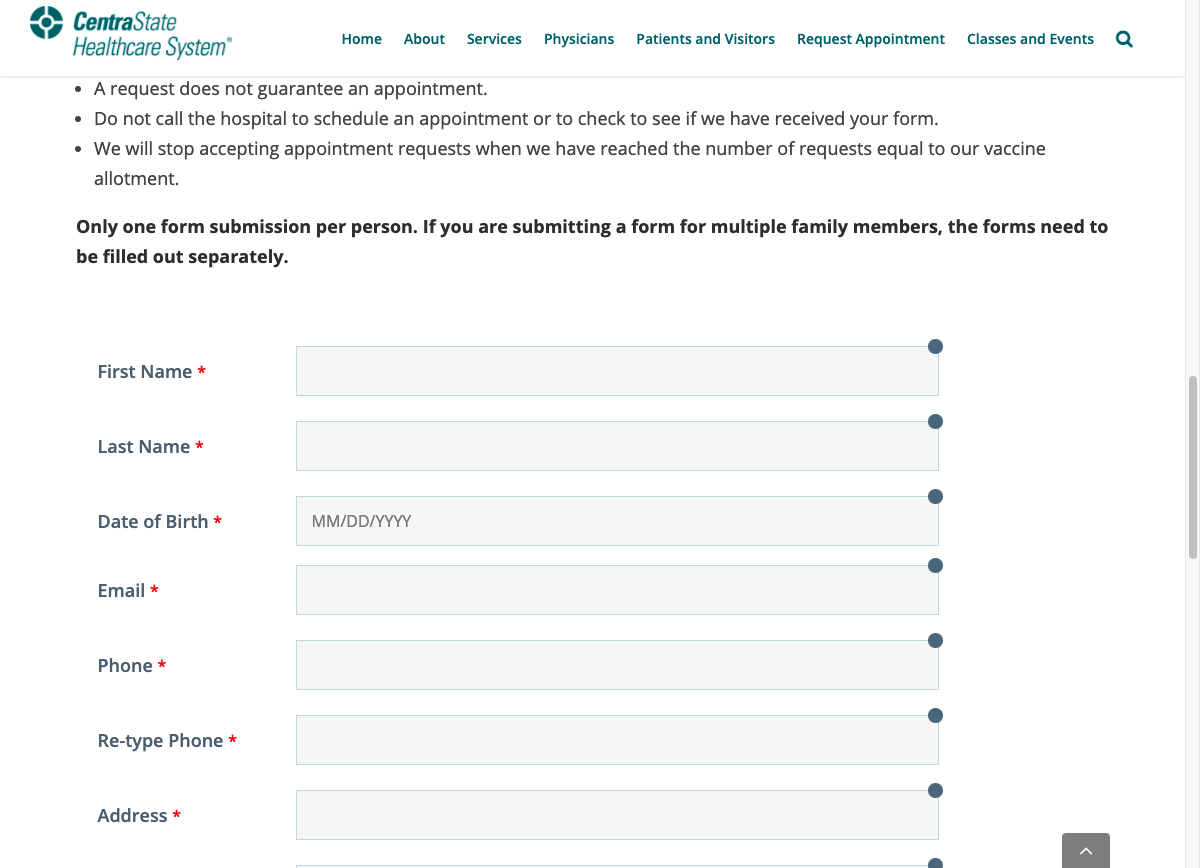 CentraState
Healthcare System®
Home About Services Physicians Patients and Visitors Request Appointment Classes and Events
• A request does not guarantee an appointment.
• Do not call the hospital to schedule an appointment or to check to see if we have received your form.
• We will stop accepting appointment requests when we have reached the number of requests equal to our vaccine
allotment.
Only one form submission per person. If you are submitting a form for multiple family members, the forms need to
be filled out separately.
First Name *
Last Name *
Date of Birth * MM/DD/YYYY
Email *
Phone *
Re-type Phone *
Address *